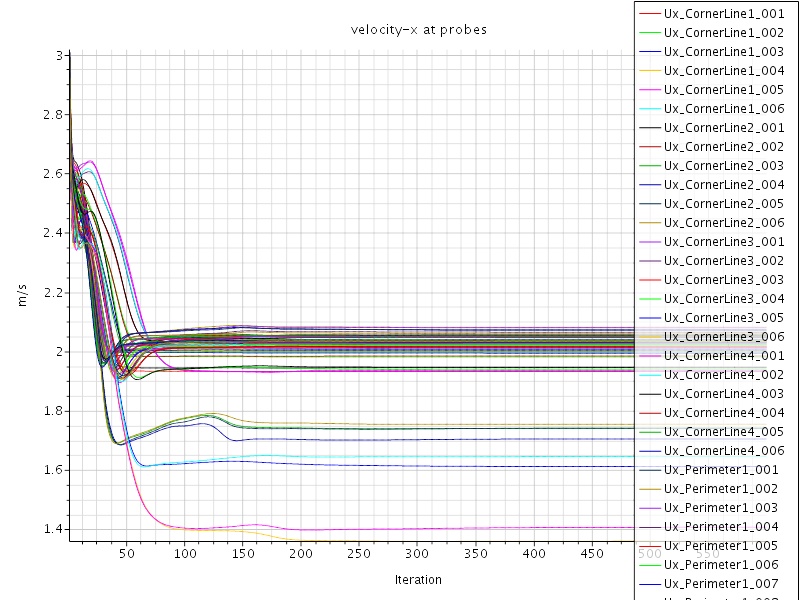 velocity-x at probes
m/s
3
2.8
2.6
2.4
2.2
2
1.8
1.6
1.4
50 100 150 200 250 300 350 400 450 500 550
Iteration
Ux_CornerLine1_001
Ux_CornerLine1_002
Ux_CornerLine1_003
Ux_CornerLine1_004
Ux_CornerLine1_005
Ux_CornerLine1_006
Ux_CornerLine2_001
Ux_CornerLine2_002
Ux_CornerLine2_003
Ux_CornerLine2_004
Ux_CornerLine2_005
Ux_CornerLine2_006
Ux_CornerLine3_001
Ux_CornerLine3_002
Ux_CornerLine3_003
Ux_CornerLine3_004
Ux_CornerLine3_005
Ux_CornerLine3_006
Ux_CornerLine4_001
Ux_CornerLine4_002
Ux_CornerLine4_003
Ux_CornerLine4_004
Ux_CornerLine4_005
Ux_CornerLine4_006
Ux_Perimeter1_001
Ux_Perimeter1_002
Ux_Perimeter1_003
Ux_Perimeter1_004
Ux_Perimeter1_005
Ux_Perimeter1_006
Ux_Perimeter1_007